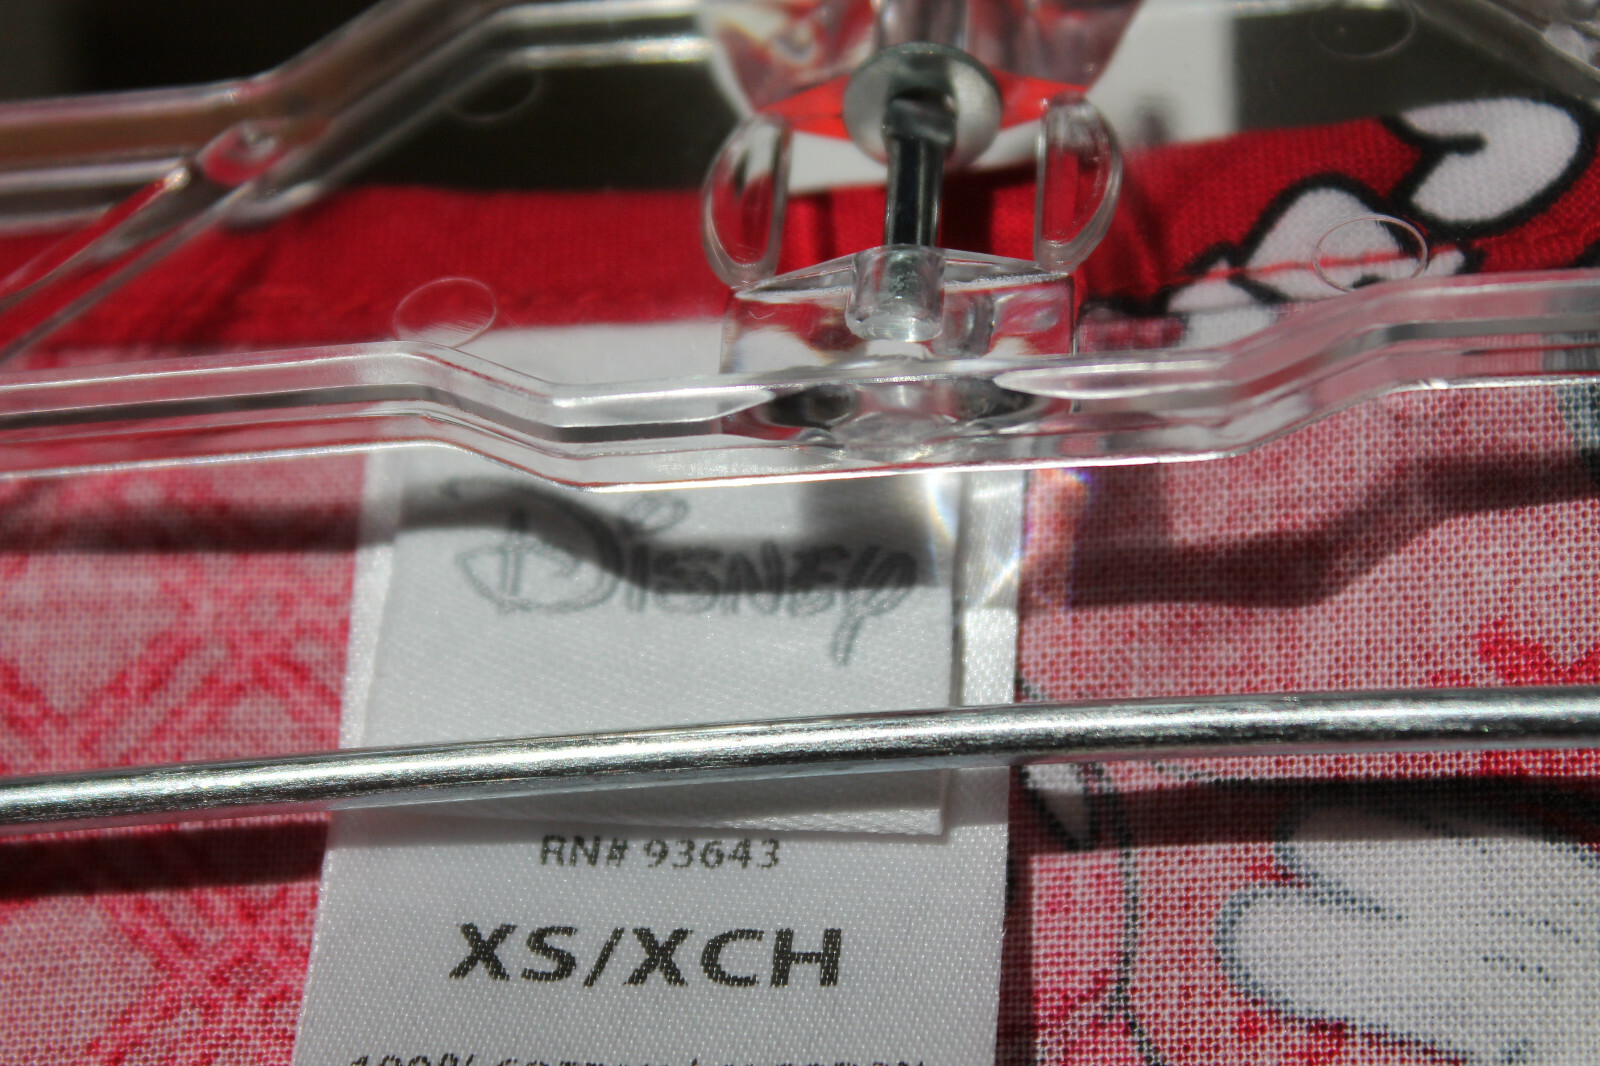 Disney
RN# 93643
XS/XCH